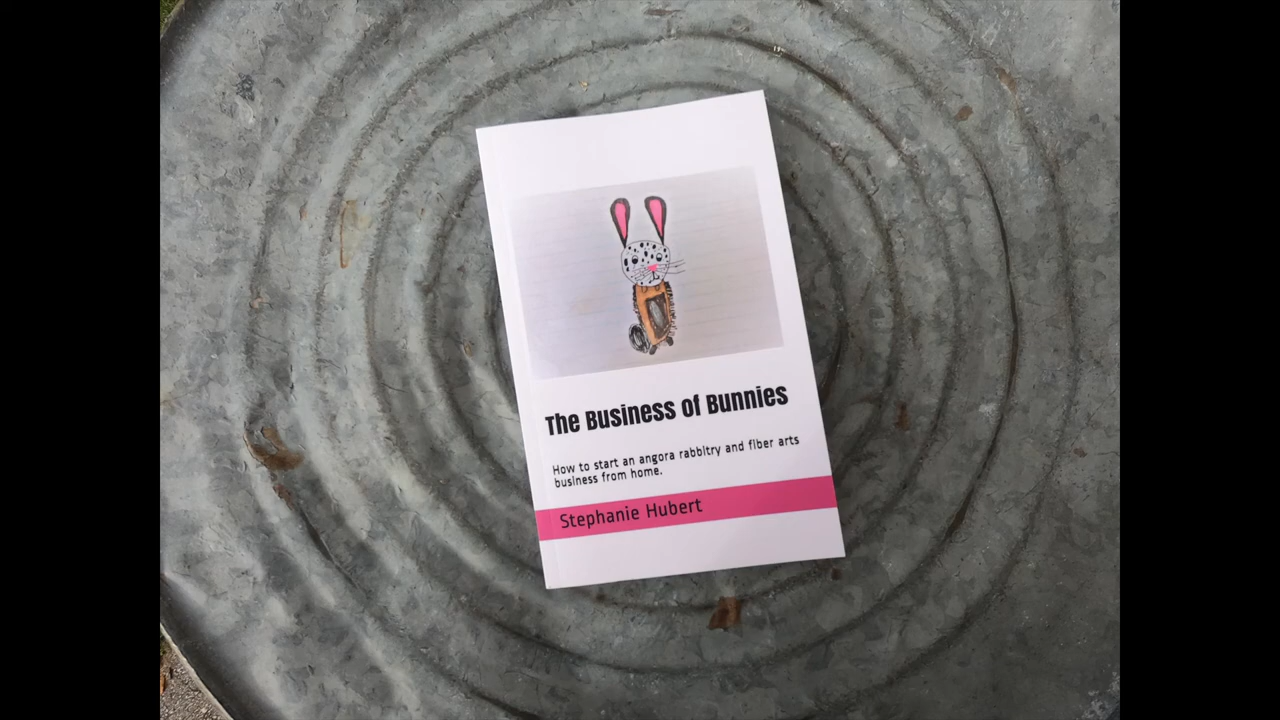 The Business of Bunnies
How to start an angora rabbitry and fiber arts
business from home.
Stephanie Hubert